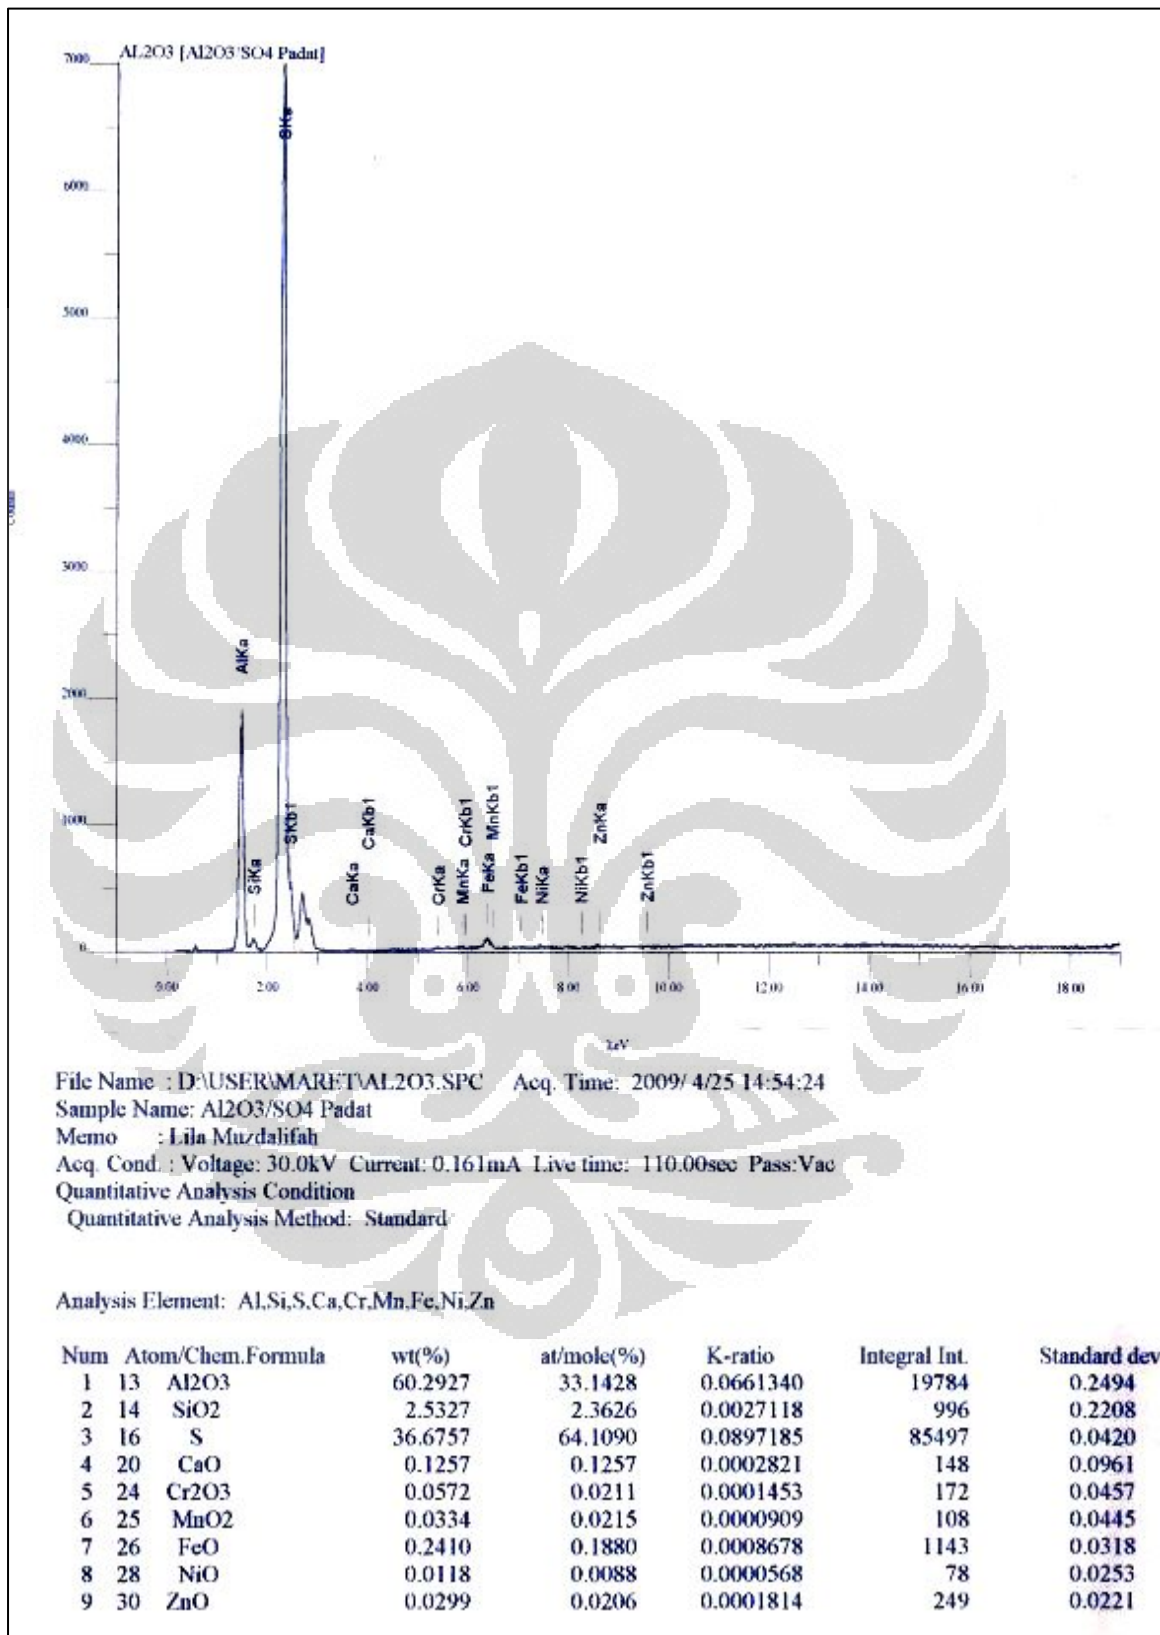 AL2O3 [Al2O3'SO4 Padat]
7000
SKa
6000
5000
4000
Counts
3000
AlKa
2000
1000
SKb1
CaKb1
CrKb1
MnKb1
ZnKa
SiKa
CaKa
CrKa
MnKa
FeKa
FeKb1
NiKa
NiKb1
ZnKb1
0
0.00 2.00 4.00 6.00 8.00 10.00 12.00 14.00 16.00 18.00
keV
File Name : D:\USER\MARET\AL2O3.SPC Acq. Time: 2009/ 4/25 14:54:24
Sample Name: Al2O3/SO4 Padat
Memo : Lila Muzdalifah
Acq. Cond. : Voltage: 30.0kV Current: 0.161mA Live time: 110.00sec Pass:Vac
Quantitative Analysis Condition
Quantitative Analysis Method: Standard
Analysis Element: Al,Si,S,Ca,Cr,Mn,Fe,Ni,Zn
Num Atom/Chem.Formula wt(%) at/mole(%) K-ratio Integral Int. Standard dev
1 13 Al2O3 60.2927 33.1428 0.0661340 19784 0.2494
2 14 SiO2 2.5327 2.3626 0.0027118 996 0.2208
3 16 S 36.6757 64.1090 0.0897185 85497 0.0420
4 20 CaO 0.1257 0.1257 0.0002821 148 0.0961
5 24 Cr2O3 0.0572 0.0211 0.0001453 172 0.0457
6 25 MnO2 0.0334 0.0215 0.0000909 108 0.0445
7 26 FeO 0.2410 0.1880 0.0008678 1143 0.0318
8 28 NiO 0.0118 0.0088 0.0000568 78 0.0253
9 30 ZnO 0.0299 0.0206 0.0001814 249 0.0221